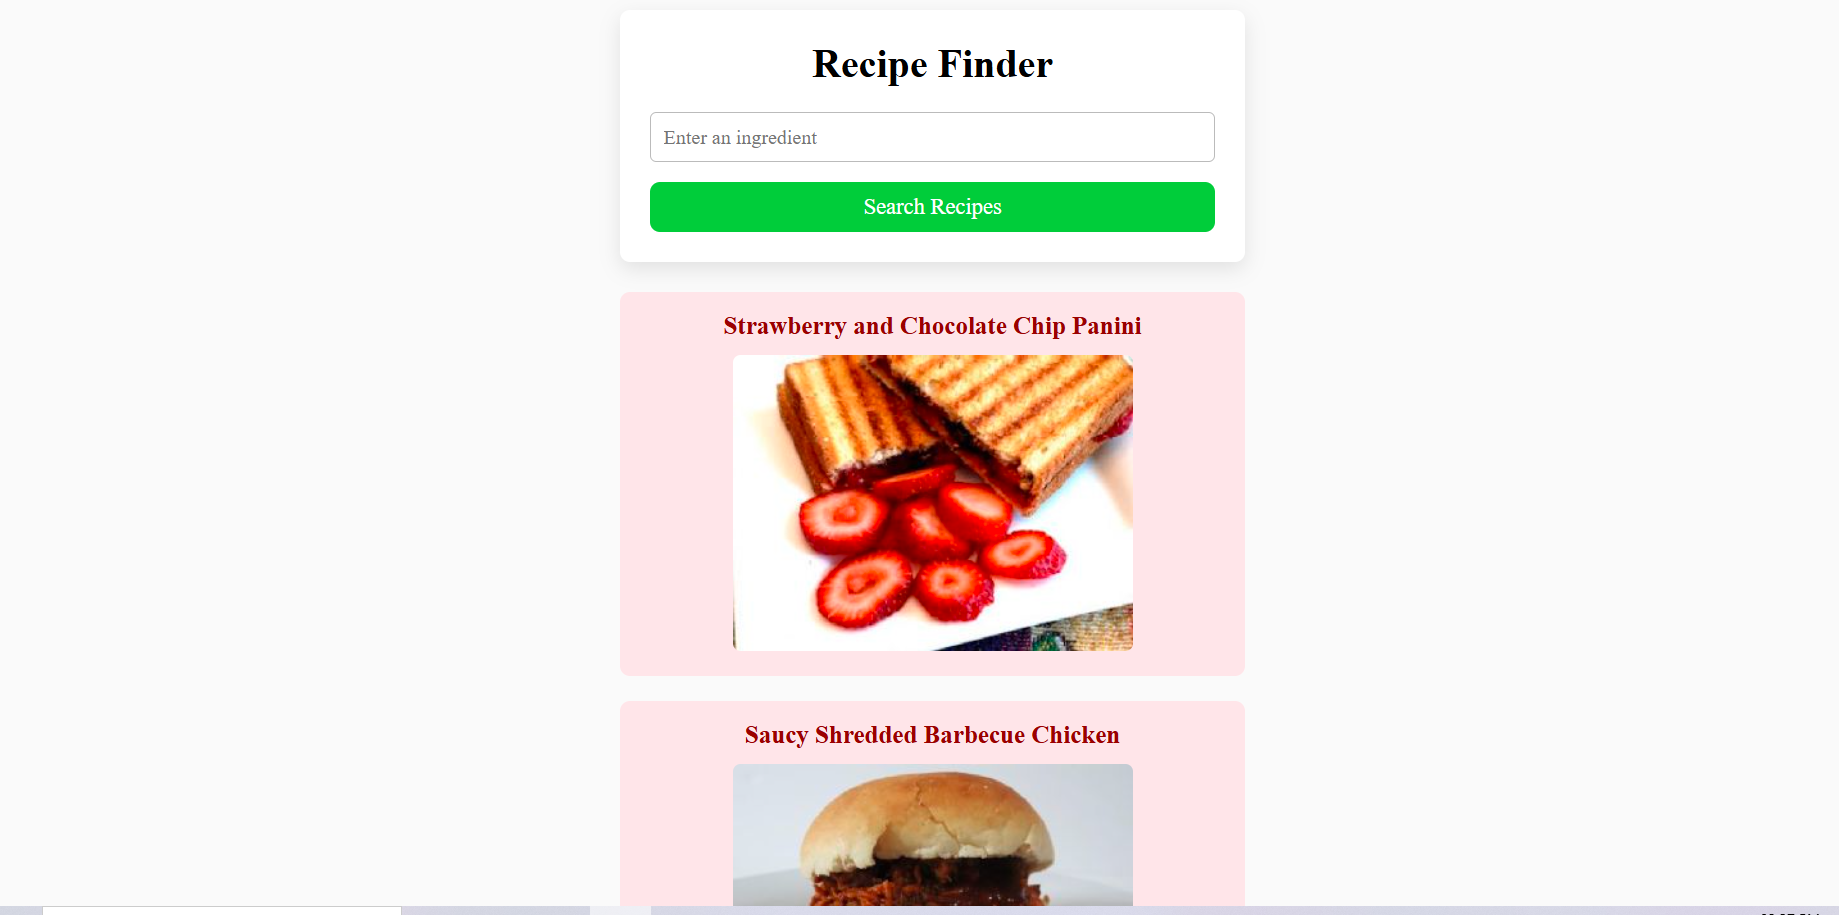 Recipe Finder
Enter an ingredient
Search Recipes
Strawberry and Chocolate Chip Panini
Saucy Shredded Barbecue Chicken